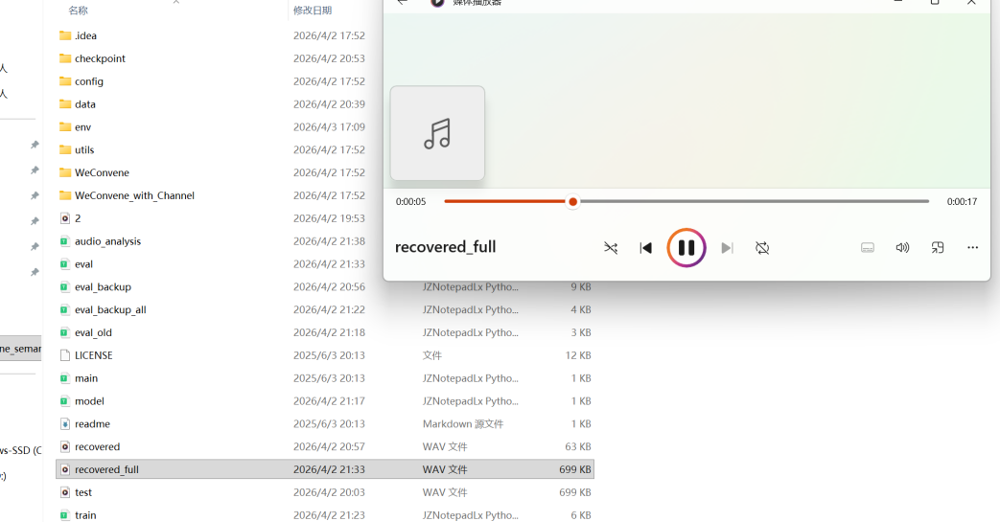 名称 修改日期
媒体播放器
.idea 2026/4/2 17:52
checkpoint 2026/4/2 20:53
人
config 2026/4/2 17:52
人
data 2026/4/2 20:39
env 2026/4/3 17:09
utils 2026/4/2 17:52
WeConvene 2026/4/2 17:52
WeConvene_with_Channel 2026/4/2 17:52
0:00:05 0:00:17
2 2026/4/2 19:53
audio_analysis 2026/4/2 21:38
recovered_full
eval 2026/4/2 21:33
eval_backup 2026/4/2 20:56 JZNotepadLx Pytho... 9 KB
eval_backup_all 2026/4/2 21:22 JZNotepadLx Pytho... 4 KB
eval_old 2026/4/2 21:18 JZNotepadLx Pytho... 3 KB
ne_semar
LICENSE 2025/6/3 20:13 文件 12 KB
main 2025/6/3 20:13 JZNotepadLx Pytho... 1 KB
model 2026/4/2 21:17 JZNotepadLx Pytho... 1 KB
readme 2025/6/3 20:13 Markdown 源文件 1 KB
ws-SSD (C
recovered 2026/4/2 20:57 WAV 文件 63 KB
:)
recovered_full 2026/4/2 21:33 WAV 文件 699 KB
test 2026/4/2 20:03 WAV 文件 699 KB
train 2026/4/2 21:23 JZNotepadLx Pytho... 6 KB